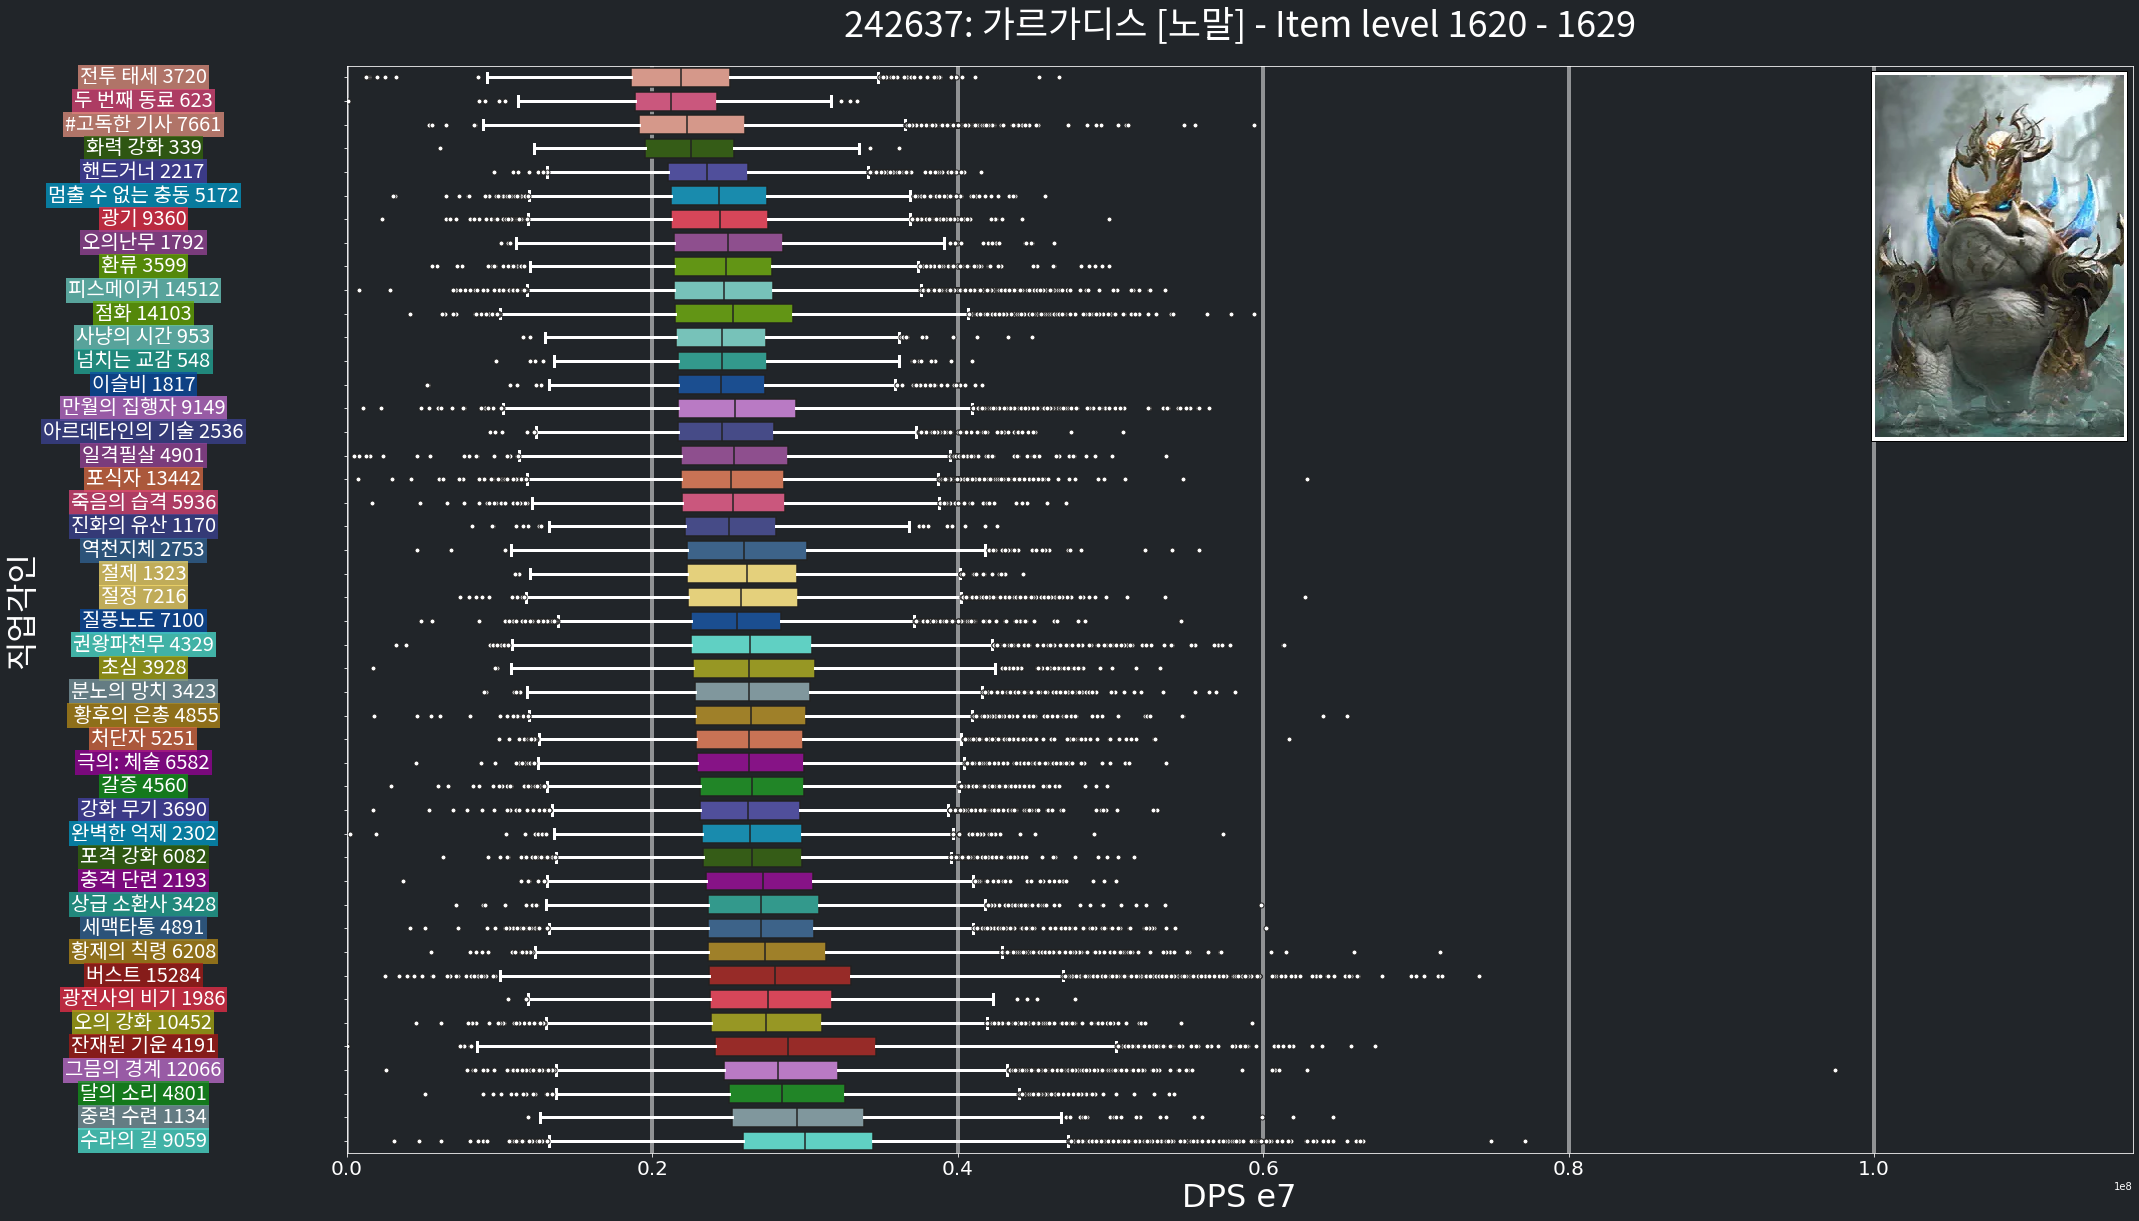 242637: 가르가디스 [노말] - Item level 1620 - 1629
전투 태세 3720
두 번째 동료 623
#고독한 기사 7661
화력 강화 339
핸드거너 2217
멈출 수 없는 충동 5172
광기 9360
오의난무 1792
환류 3599
피스메이커 14512
점화 14103
사냥의 시간 953
넘치는 교감 548
이슬비 1817
만월의 집행자 9149
아르데타인의 기술 2536
일격필살 4901
포식자 13442
죽음의 습격 5936
진화의 유산 1170
역천지체 2753
절제 1323
절정 7216
질풍노도 7100
권왕파천무 4329
초심 3928
분노의 망치 3423
황후의 은총 4855
처단자 5251
극의: 체술 6582
갈증 4560
강화 무기 3690
완벽한 억제 2302
포격 강화 6082
충격 단련 2193
상급 소환사 3428
세맥타통 4891
황제의 칙령 6208
버스트 15284
광전사의 비기 1986
오의 강화 10452
잔재된 기운 4191
그믐의 경계 12066
달의 소리 4801
중력 수련 1134
수라의 길 9059
직업각인
0.0 0.2 0.4 0.6 0.8 1.0
DPS e7
1e8